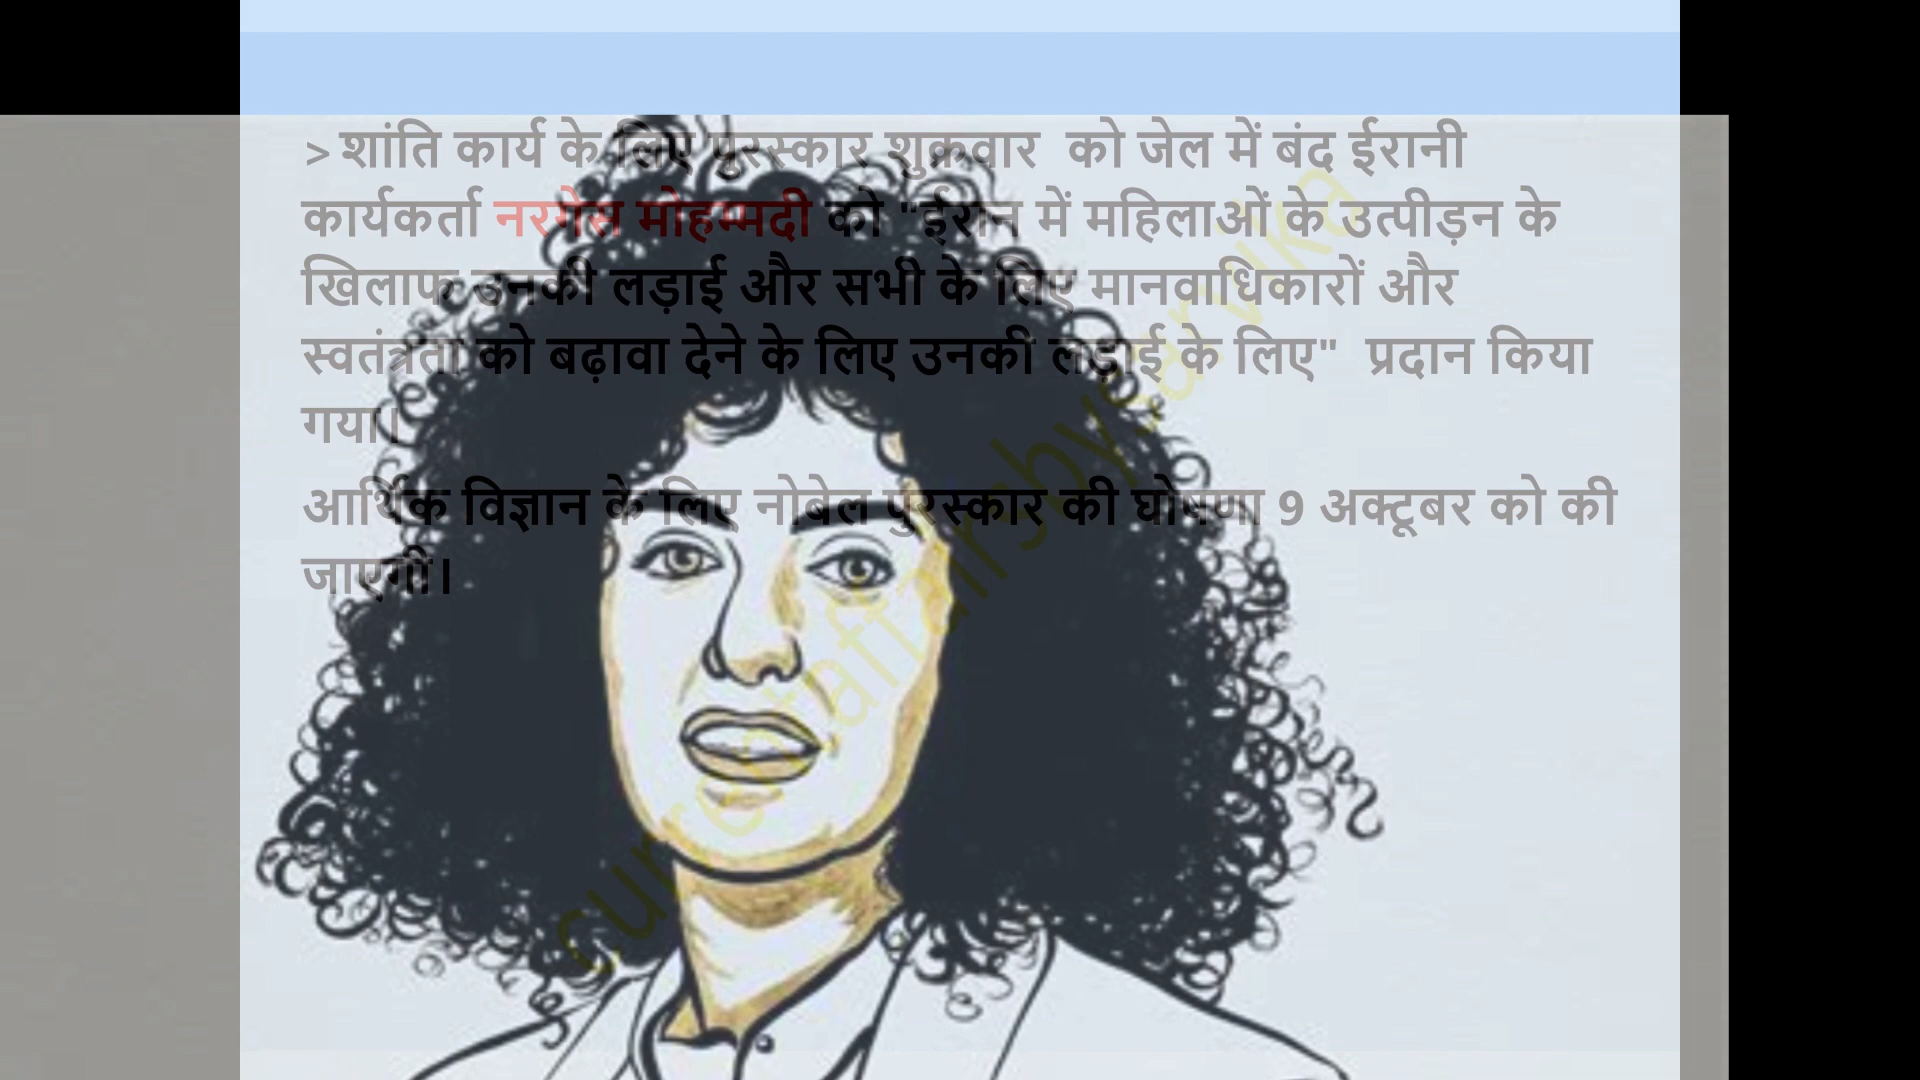 > शांति कार्य के लिए पुरस्कार शुक्रवार को जेल में बंद ईरानी
कार्यकर्ता नरगेस मोहम्मदी को "ईरान में महिलाओं के उत्पीड़न के
खिलाफ उनकी लड़ाई और सभी के लिए मानवाधिकारों और
स्वतंत्रता को बढ़ावा देने के लिए उनकी लड़ाई के लिए" प्रदान किया
गया।
आर्थिक विज्ञान के लिए नोबेल पुरस्कार की घोषणा 9 अक्टूबर को की
जाएगी।